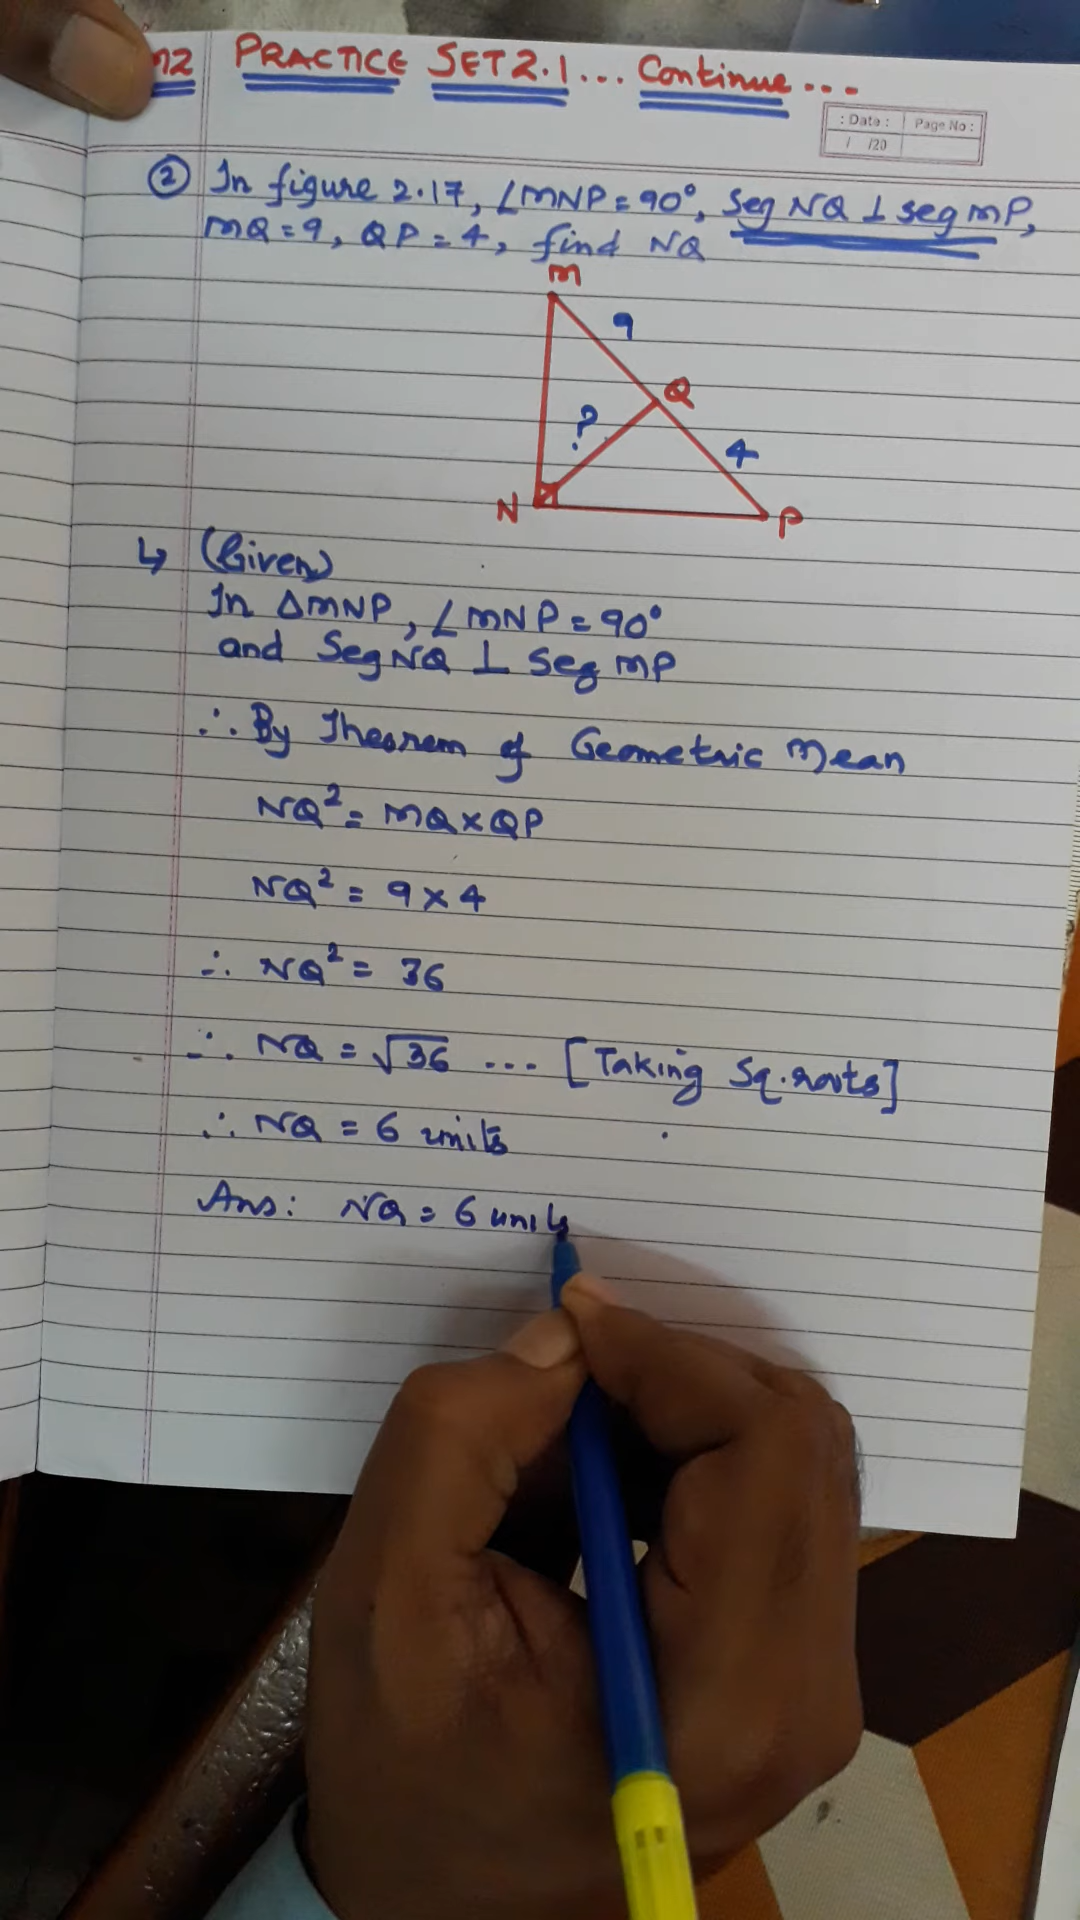 m2 PRACTICE SET 2.1... Continue...
: Date : Page No :
/ /20
② In figure 2.17, ∠MNP = 90°, Seg NQ ⊥ seg MP,
MQ = 9, QP = 4, find NQ
M
9
Q
?
4
N
P
↳ (Given)
In ΔMNP, ∠MNP = 90°
and Seg NQ ⊥ Seg MP
∴ By Theorem of Geometric Mean
NQ² = MQ × QP
NQ² = 9 × 4
∴ NQ² = 36
∴ NQ = √36 ... [Taking Sq. roots]
∴ NQ = 6 units
Ans: NQ = 6 units